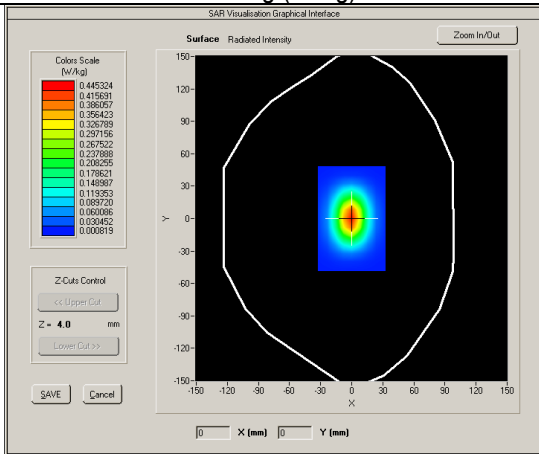 SAR Visualisation Graphical Interface
Surface Radiated Intensity
Zoom In/Out
Colors Scale
(W/kg)
0.445324
0.415691
0.386057
0.356423
0.326789
0.297156
0.267522
0.237888
0.208255
0.178621
0.148987
0.119353
0.089720
0.060086
0.030452
0.000819
150
120
90
60
30
0
-30
-60
-90
-120
-150
Y
-150 -120 -90 -60 -30 0 30 60 90 120 150
X
Z-Cuts Control
<< Upper Cut
Z = 4.0 mm
Lower Cut >>
SAVE Cancel
0 X (mm) 0 Y (mm)